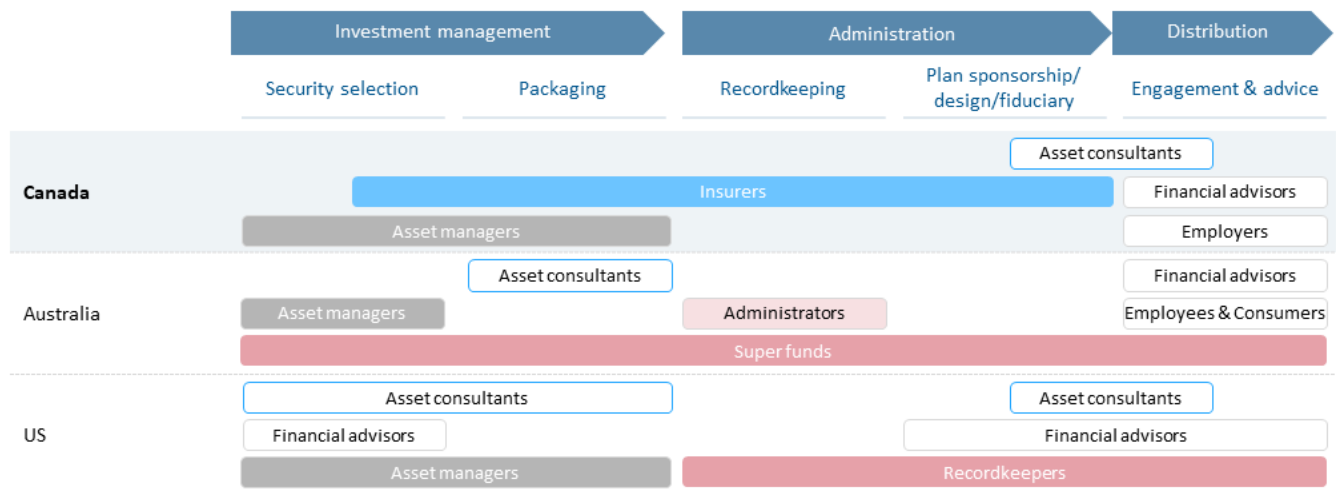 Investment management
Administration
Distribution
Security selection
Packaging
Recordkeeping
Plan sponsorship/
design/fiduciary
Engagement & advice
Canada
Asset consultants
Insurers
Financial advisors
Asset managers
Employers
Australia
Asset consultants
Financial advisors
Asset managers
Administrators
Employees & Consumers
Super funds
US
Asset consultants
Asset consultants
Financial advisors
Financial advisors
Asset managers
Recordkeepers